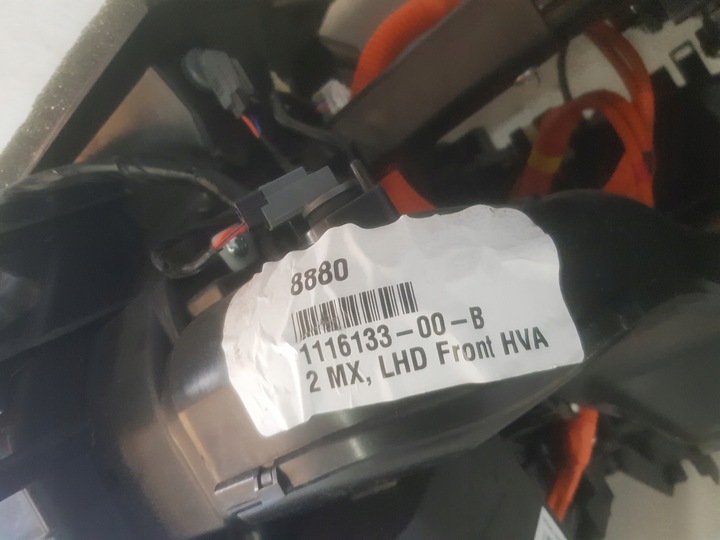 8880
1116133-00-B
2 MX, LHD Front HVA